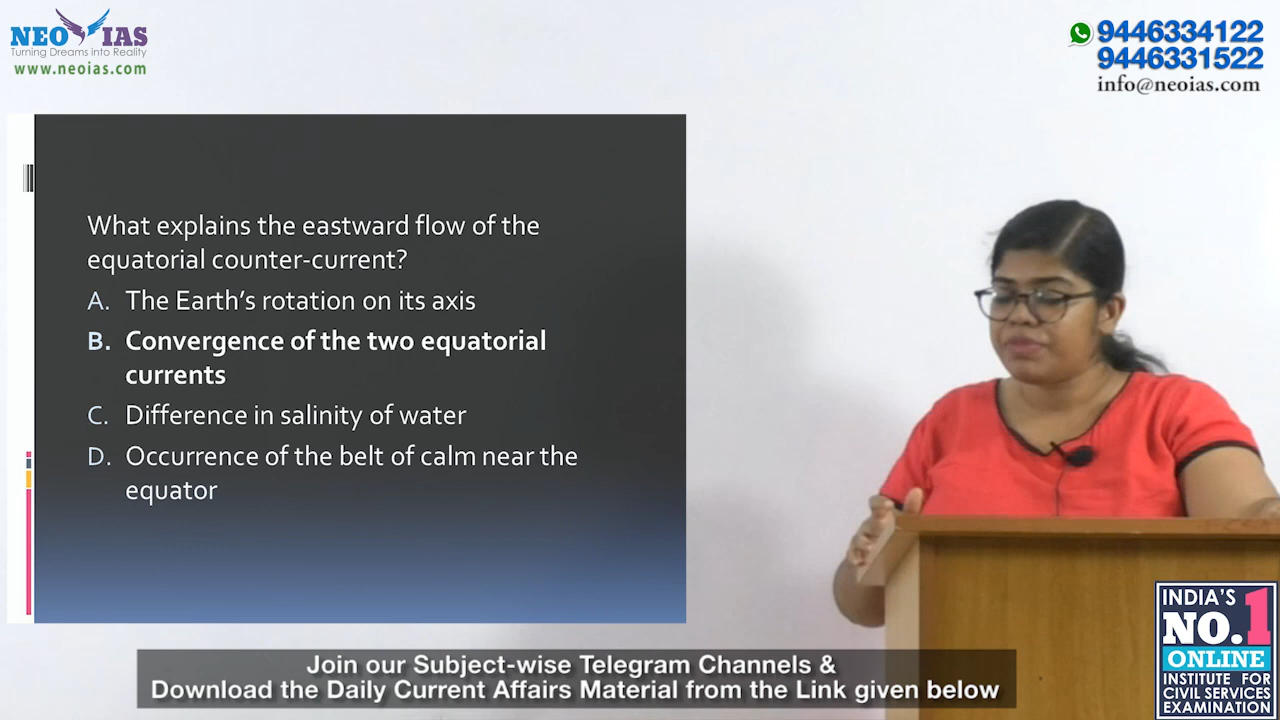 NEO IAS
Turning Dreams into Reality
www.neoias.com
9446334122
9446331522
info@neoias.com
What explains the eastward flow of the
equatorial counter-current?
A. The Earth's rotation on its axis
B. Convergence of the two equatorial
currents
C. Difference in salinity of water
D. Occurrence of the belt of calm near the
equator
Join our Subject-wise Telegram Channels &
Download the Daily Current Affairs Material from the Link given below
INDIA'S
NO.1
ONLINE
INSTITUTE FOR
CIVIL SERVICES
EXAMINATION